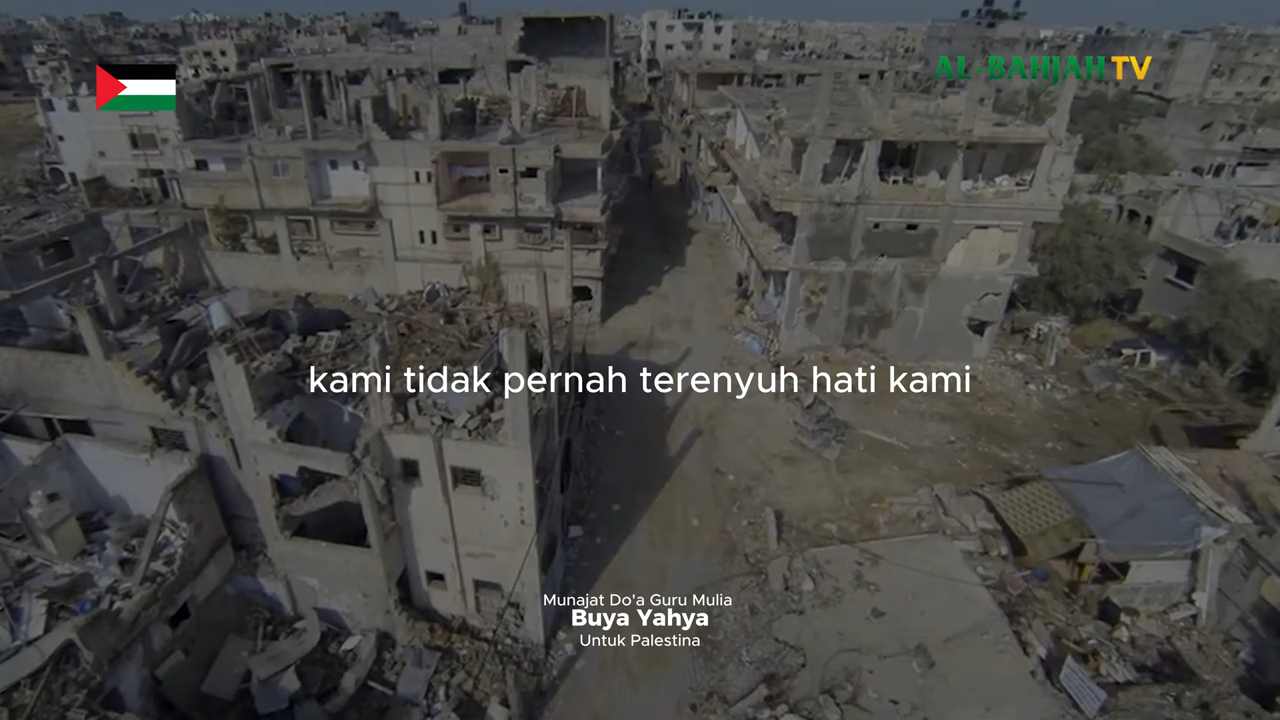 AL-BAHJAH TV
kami tidak pernah terenyuh hati kami
Munajat Do'a Guru Mulia
Buya Yahya
Untuk Palestina